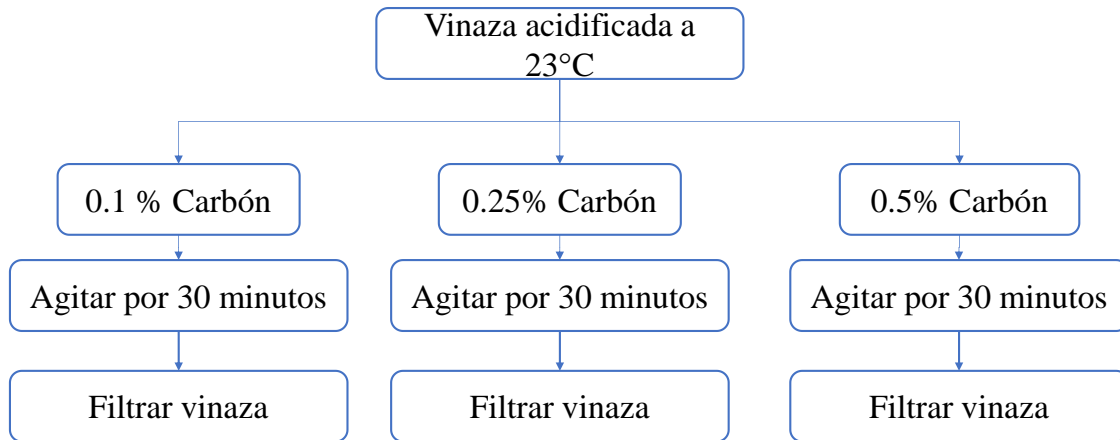 Vinaza acidificada a
23°C
0.1 % Carbón
0.25% Carbón
0.5% Carbón
Agitar por 30 minutos
Agitar por 30 minutos
Agitar por 30 minutos
Filtrar vinaza
Filtrar vinaza
Filtrar vinaza